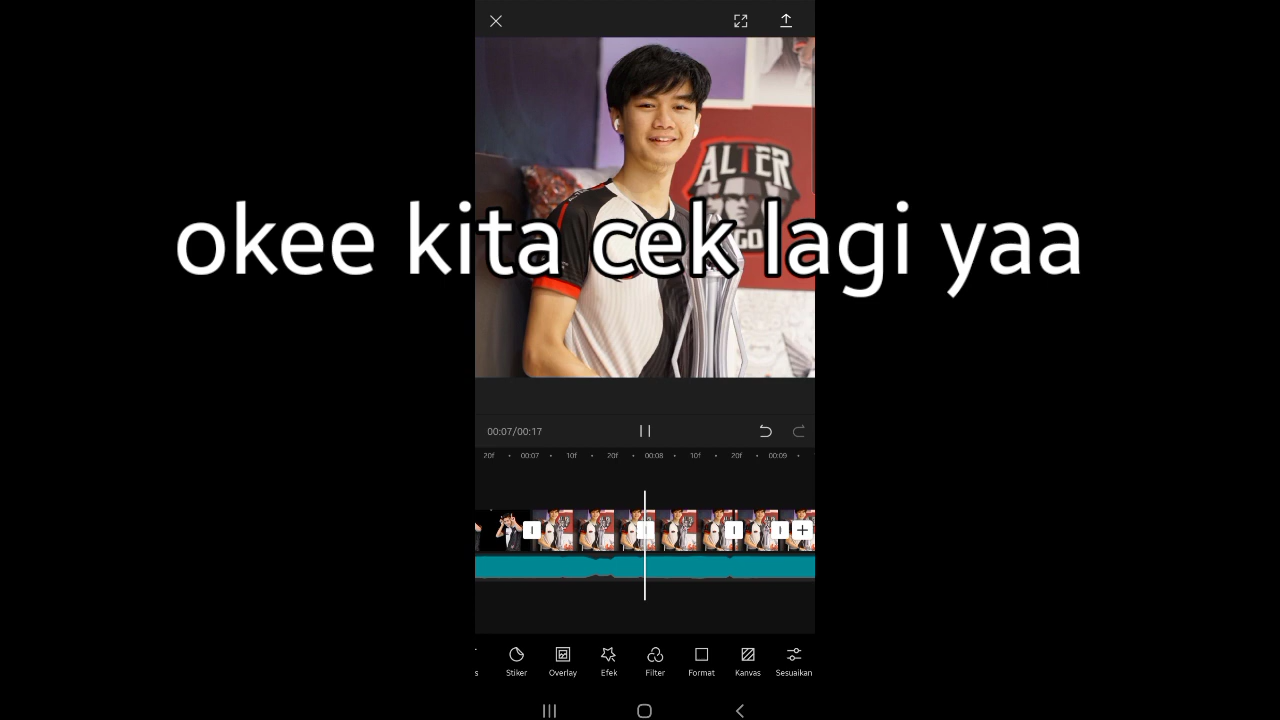 ALTER
GO
okee kita cek lagi yaa
00:07/00:17
20f 00:07 10f 20f 00:08 10f 20f 00:09
s Stiker Overlay Efek Filter Format Kanvas Sesuaikan